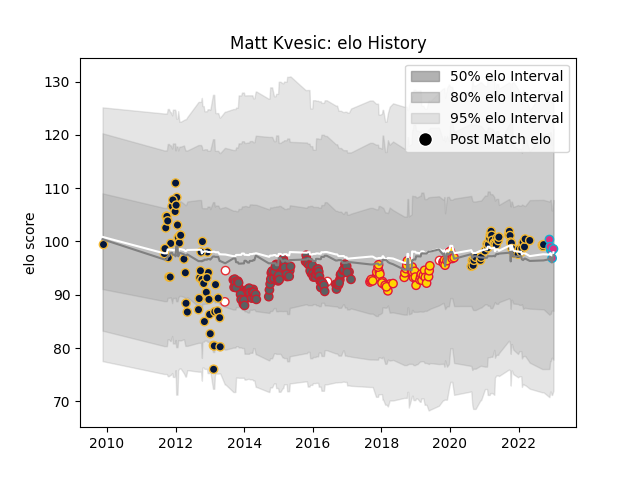 Matt Kvesic: elo History
50% elo Interval
80% elo Interval
95% elo Interval
Post Match elo
elo score
130
120
110
100
90
80
70
2010 2012 2014 2016 2018 2020 2022